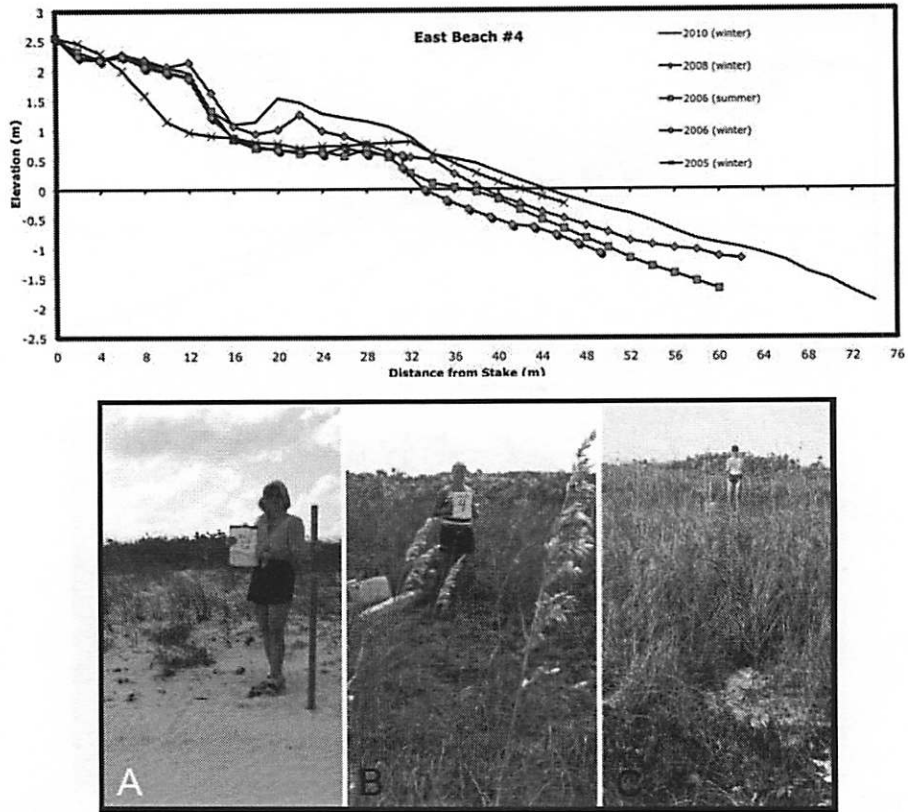 East Beach #4
2010 (winter)
2008 (winter)
2006 (summer)
2006 (winter)
2005 (winter)
Elevation (m)
3
2.5
2
1.5
1
0.5
0
-0.5
-1
-1.5
-2
-2.5
0 4 8 12 16 20 24 28 32 36 40 44 48 52 56 60 64 68 72 76
Distance from Stake (m)
4
A B C